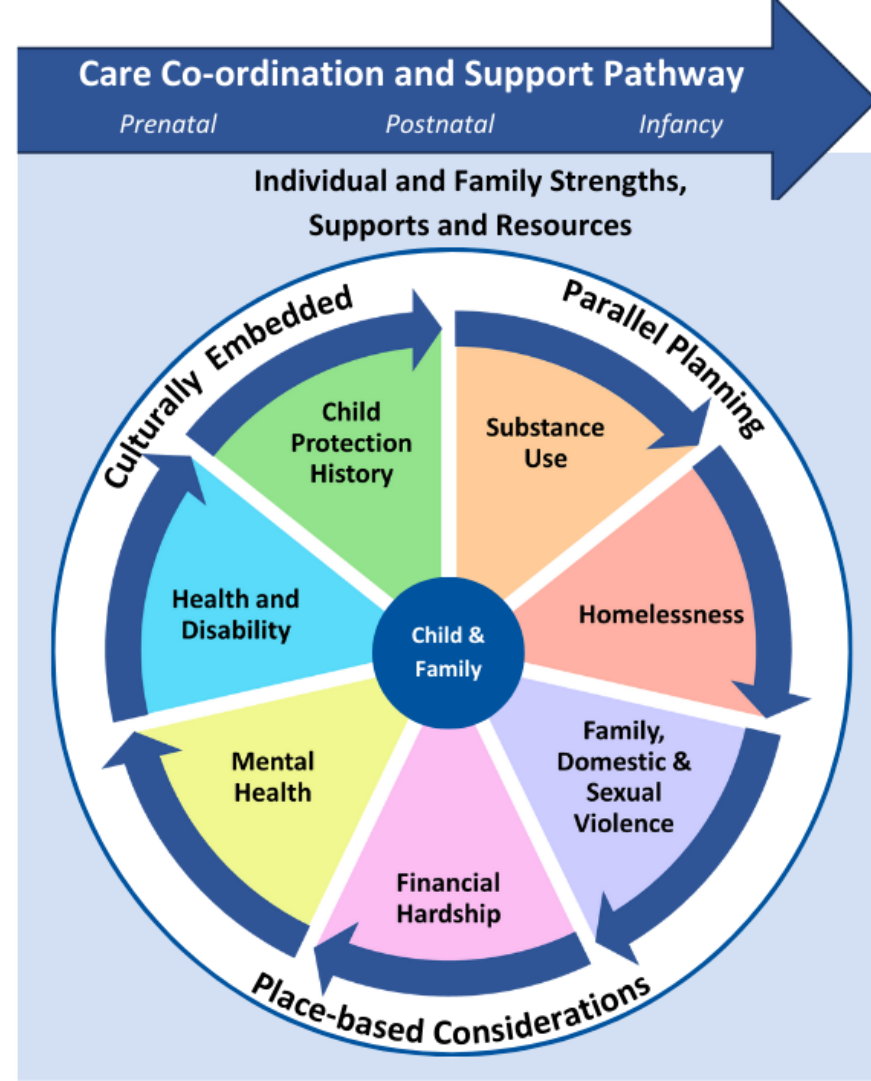 Care Co-ordination and Support Pathway
Prenatal Postnatal Infancy
Individual and Family Strengths,
Supports and Resources
Culturally Embedded
Parallel Planning
Child
Protection
History
Substance
Use
Health and
Disability
Child &
Family
Homelessness
Mental
Health
Family,
Domestic &
Sexual
Violence
Financial
Hardship
Place-based Considerations